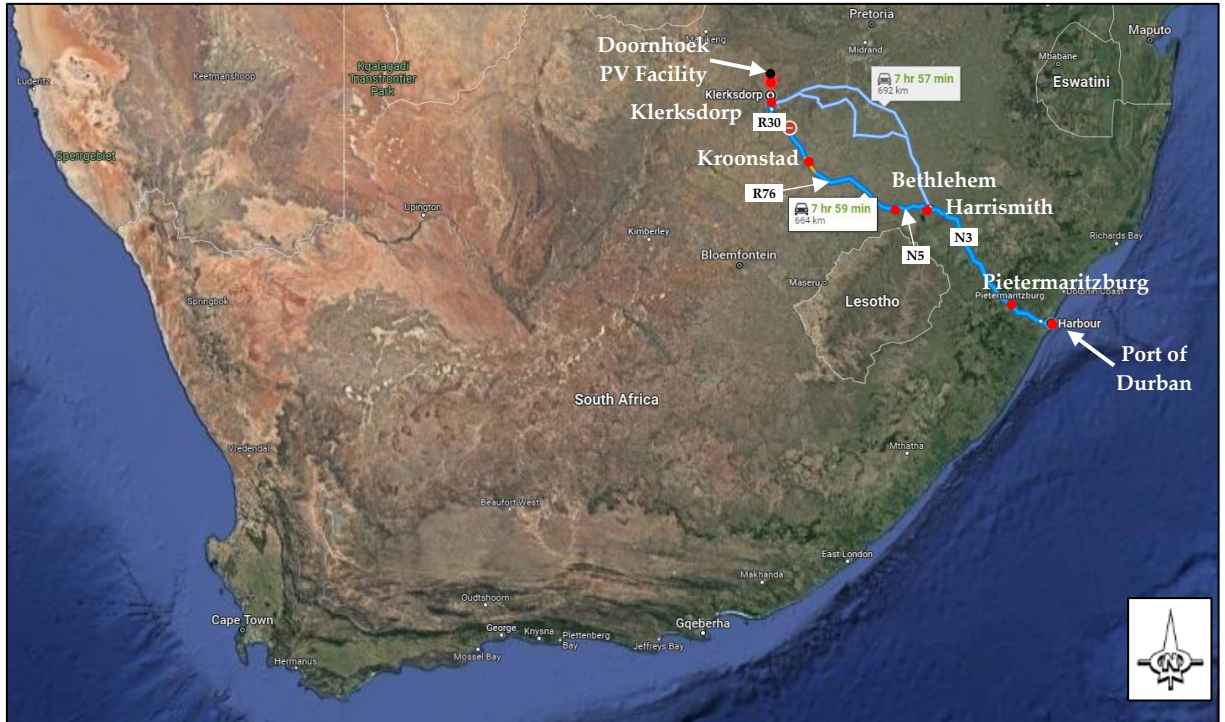 Pretoria
Maputo
Mahikeng
Midrand
Mbabane
Eswatini
Doornhoek
PV Facility
Luderitz
Keetmanshoop
Kgalagadi
Transfrontier
Park
7 hr 57 min
692 km
Klerksdorp
Klerksdorp
R30
Sperrgebiet
Kroonstad
R76
Bethlehem
7 hr 59 min
664 km
Harrismith
Upington
Kimberley
N5
N3
Richards Bay
Bloemfontein
Maseru
Springbok
Lesotho
Pietermaritzburg
Pietermaritzburg
Dolphin Coast
Harbour
Port of
Durban
South Africa
Vredendal
Mthatha
Beaufort West
East London
Makhanda
Oudtshoorn
Cape Town
George
Knysna
Plettenberg
Bay
Gqeberha
Jeffreys Bay
Mossel Bay
Hermanus
N